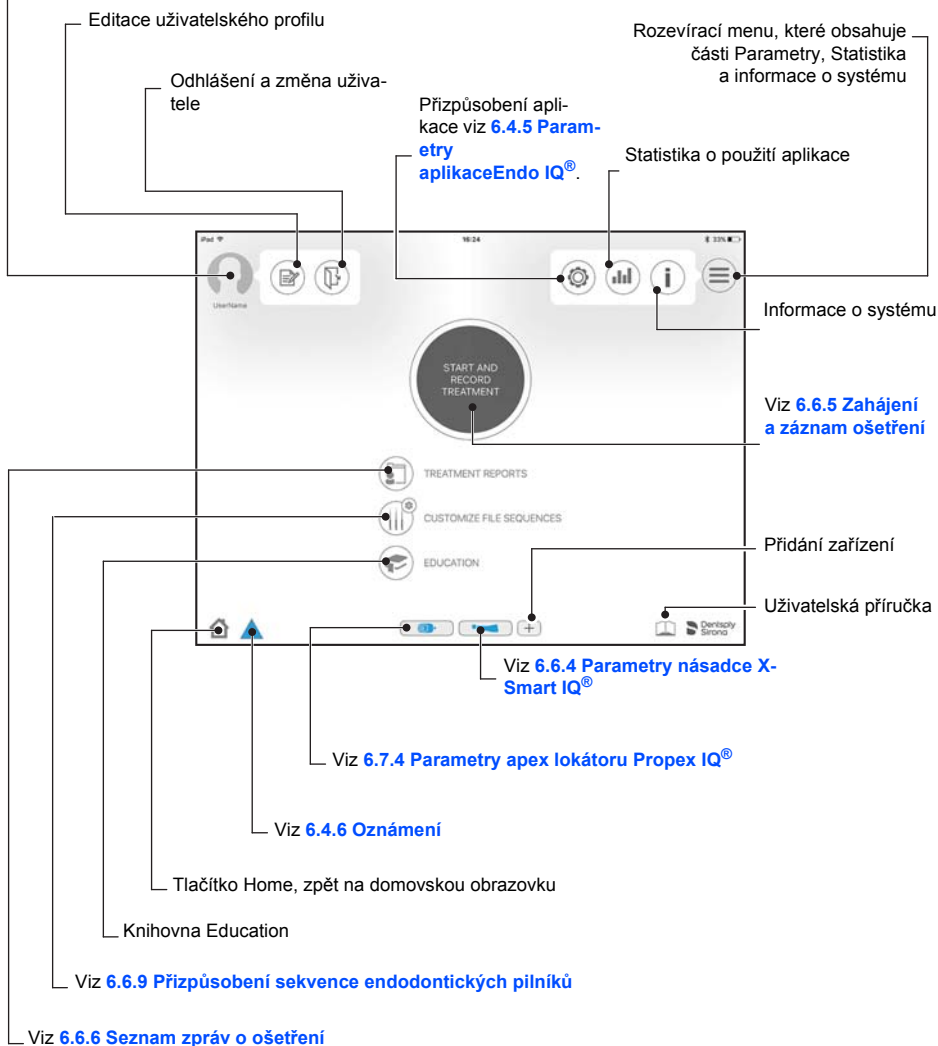 Editace uživatelského profilu
Rozevírací menu, které obsahuje
části Parametry, Statistika
a informace o systému
Odhlášení a změna uživa-
tele
Přizpůsobení apli-
kace viz 6.4.5 Param-
etry
aplikaceEndo IQ®.
Statistika o použití aplikace
iPad
16:24
33%
UserName
Informace o systému
START AND
RECORD
TREATMENT
Viz 6.6.5 Zahájení
a záznam ošetření
TREATMENT REPORTS
CUSTOMIZE FILE SEQUENCES
EDUCATION
Přidání zařízení
Uživatelská příručka
Dentsply
Sirona
Viz 6.6.4 Parametry násadce X-
Smart IQ®
Viz 6.7.4 Parametry apex lokátoru Propex IQ®
Viz 6.4.6 Oznámení
Tlačítko Home, zpět na domovskou obrazovku
Knihovna Education
Viz 6.6.9 Přizpůsobení sekvence endodontických pilníků
Viz 6.6.6 Seznam zpráv o ošetření